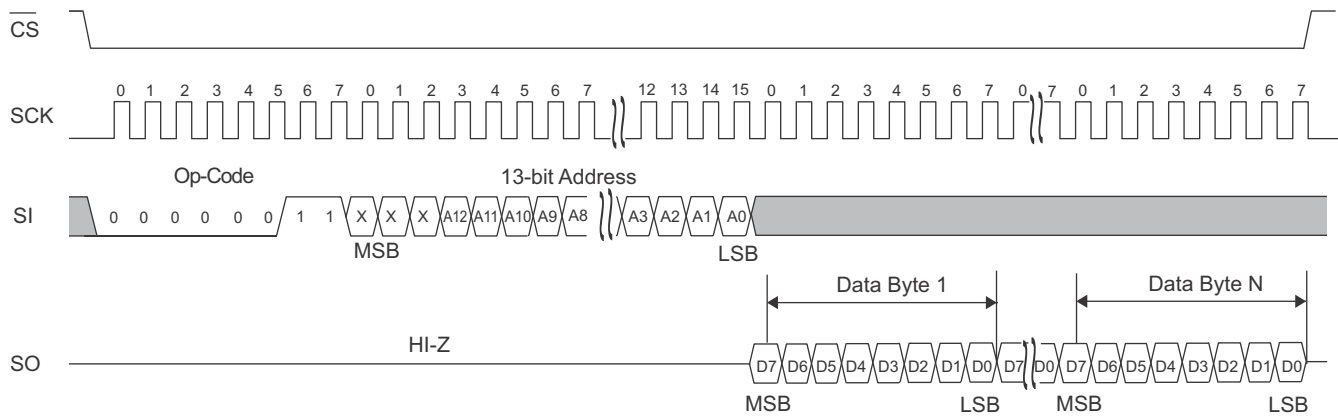 CS
0 1 2 3 4 5 6 7 0 1 2 3 4 5 6 7 12 13 14 15 0 1 2 3 4 5 6 7 0 7 0 1 2 3 4 5 6 7
SCK
Op-Code 13-bit Address
SI 0 0 0 0 0 0 1 1 X X X A12 A11 A10 A9 A8 A3 A2 A1 A0
MSB LSB
Data Byte 1 Data Byte N
HI-Z
SO D7 D6 D5 D4 D3 D2 D1 D0 D7 D0 D7 D6 D5 D4 D3 D2 D1 D0
MSB LSB MSB LSB